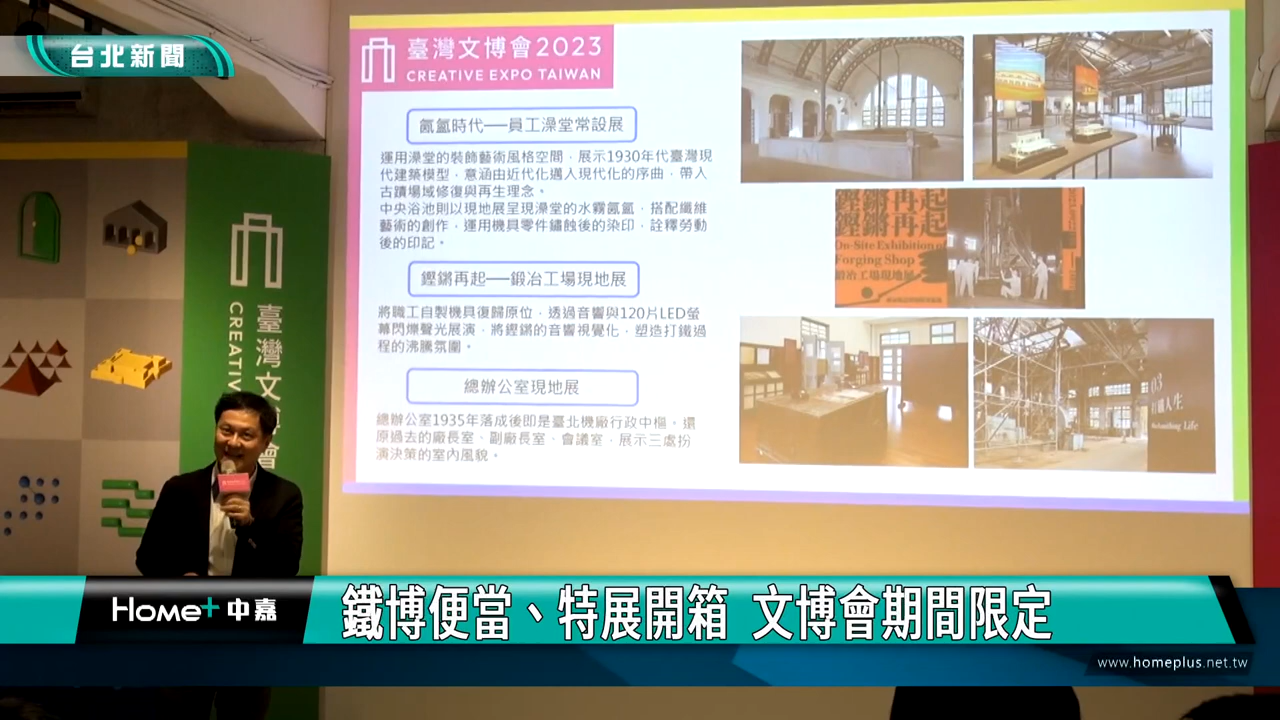 台北新聞
臺灣文博會2023
CREATIVE EXPO TAIWAN
氤氳時代──員工澡堂常設展
運用澡堂的裝飾藝術風格空間，展示1930年代臺灣現
代建築模型，意涵由近代化邁入現代化的序曲，帶入
古蹟場域修復與再生理念。
中央浴池則以現地展呈現澡堂的水霧氤氳，搭配纖維
藝術的創作，運用機具零件鏽蝕後的染印，詮釋勞動
後的印記。
鏗鏘再起──鍛冶工場現地展
將職工自製機具復歸原位，透過音響與120片LED螢
幕閃爍聲光展演，將鏗鏘的音響視覺化，塑造打鐵過
程的沸騰氛圍。
總辦公室現地展
總辦公室1935年落成後即是臺北機廠行政中樞。還
原過去的廠長室、副廠長室、會議室，展示三處扮
演決策的室內風貌。
鏗鏘再起
鏗鏘再起
On-Site Exhibition of
Forging Shop
鍛冶工場現地展
03
打鐵人生
Blacksmithing Life
臺灣文博會
CREATIV
Home+中嘉
鐵博便當、特展開箱 文博會期間限定
www.homeplus.net.tw